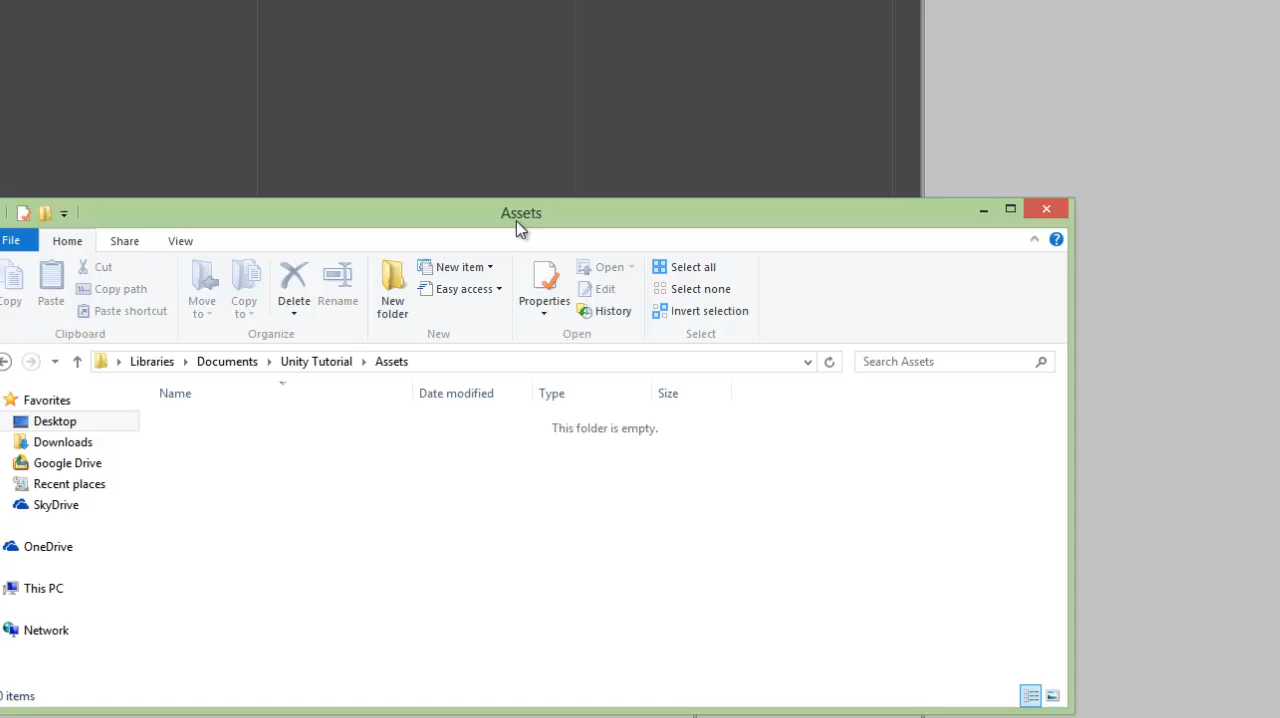 Assets
File Home Share View
Copy Paste Cut Copy path Paste shortcut
Clipboard
Move to Copy to Delete Rename
Organize
New folder New item Easy access
New
Properties Open Edit History
Open
Select all Select none Invert selection
Select
Libraries Documents Unity Tutorial Assets
Search Assets
Name Date modified Type Size
This folder is empty.
Favorites
Desktop
Downloads
Google Drive
Recent places
SkyDrive
OneDrive
This PC
Network
0 items